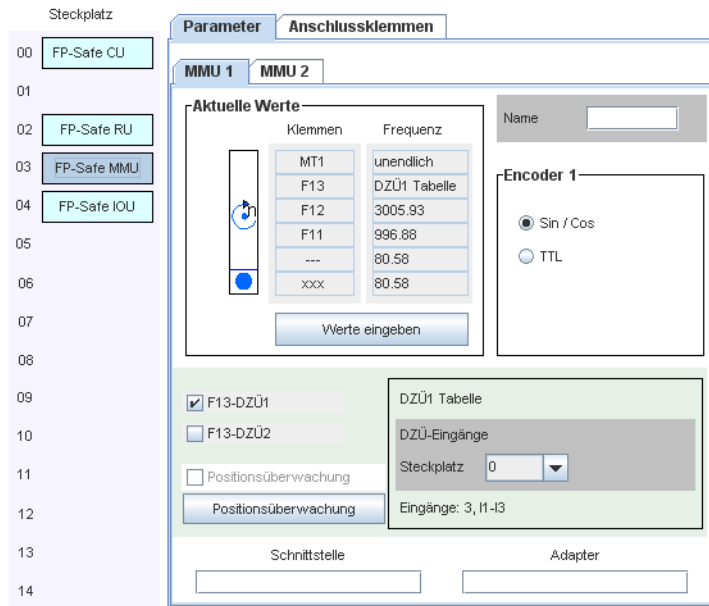 Steckplatz
00 FP-Safe CU
01
02 FP-Safe RU
03 FP-Safe MMU
04 FP-Safe IOU
05
06
07
08
09
10
11
12
13
14
Parameter Anschlussklemmen
MMU 1 MMU 2
Aktuelle Werte
Klemmen Frequenz
MT1 unendlich
F13 DZÜ1 Tabelle
F12 3005.93
F11 996.88
--- 80.58
xxx 80.58
n
Werte eingeben
Name
Encoder 1
Sin / Cos
TTL
F13-DZÜ1
F13-DZÜ2
Positionsüberwachung
Positionsüberwachung
DZÜ1 Tabelle
DZÜ-Eingänge
Steckplatz 0
Eingänge: 3, I1-I3
Schnittstelle Adapter